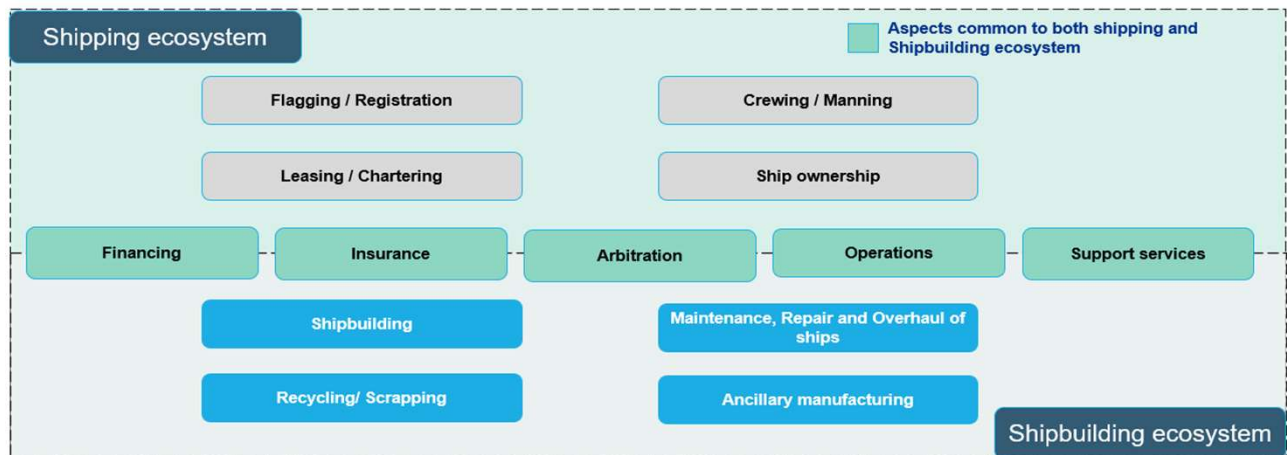 Shipping ecosystem
Aspects common to both shipping and
Shipbuilding ecosystem
Flagging / Registration
Crewing / Manning
Leasing / Chartering
Ship ownership
Financing
Insurance
Arbitration
Operations
Support services
Shipbuilding
Maintenance, Repair and Overhaul of
ships
Recycling/ Scrapping
Ancillary manufacturing
Shipbuilding ecosystem